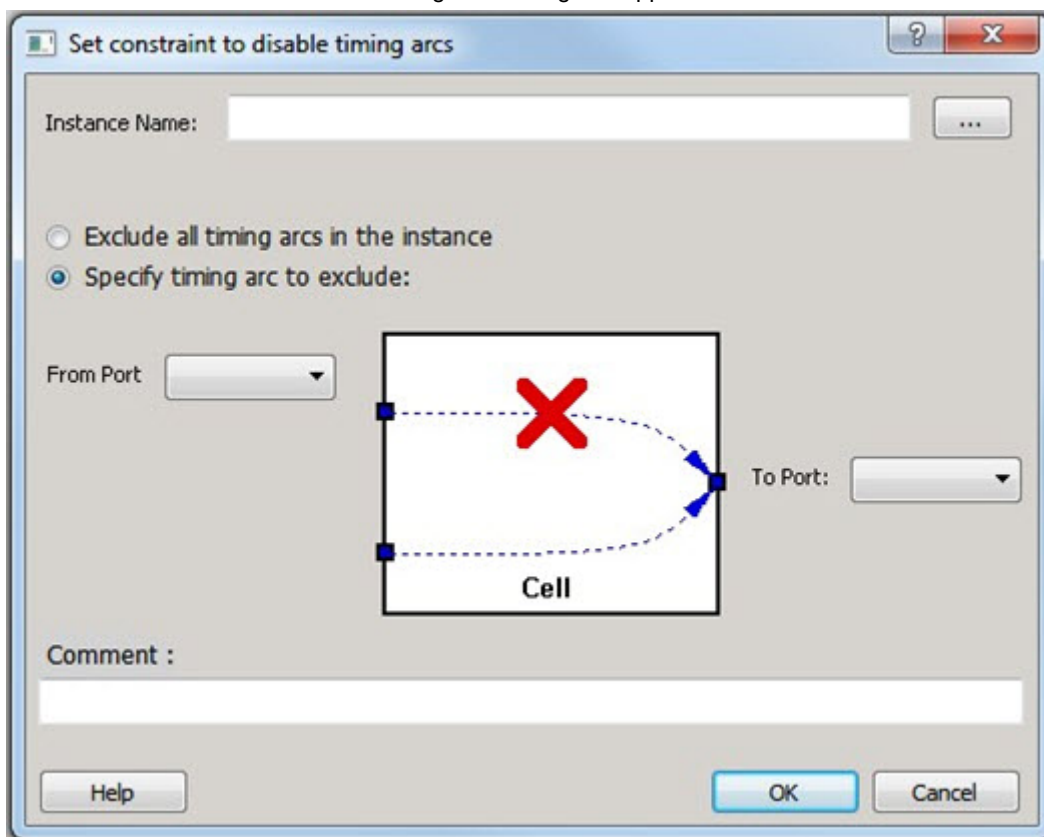 Set constraint to disable timing arcs
Instance Name:
...
Exclude all timing arcs in the instance
Specify timing arc to exclude:
From Port
To Port:
Cell
Comment :
Help
OK
Cancel